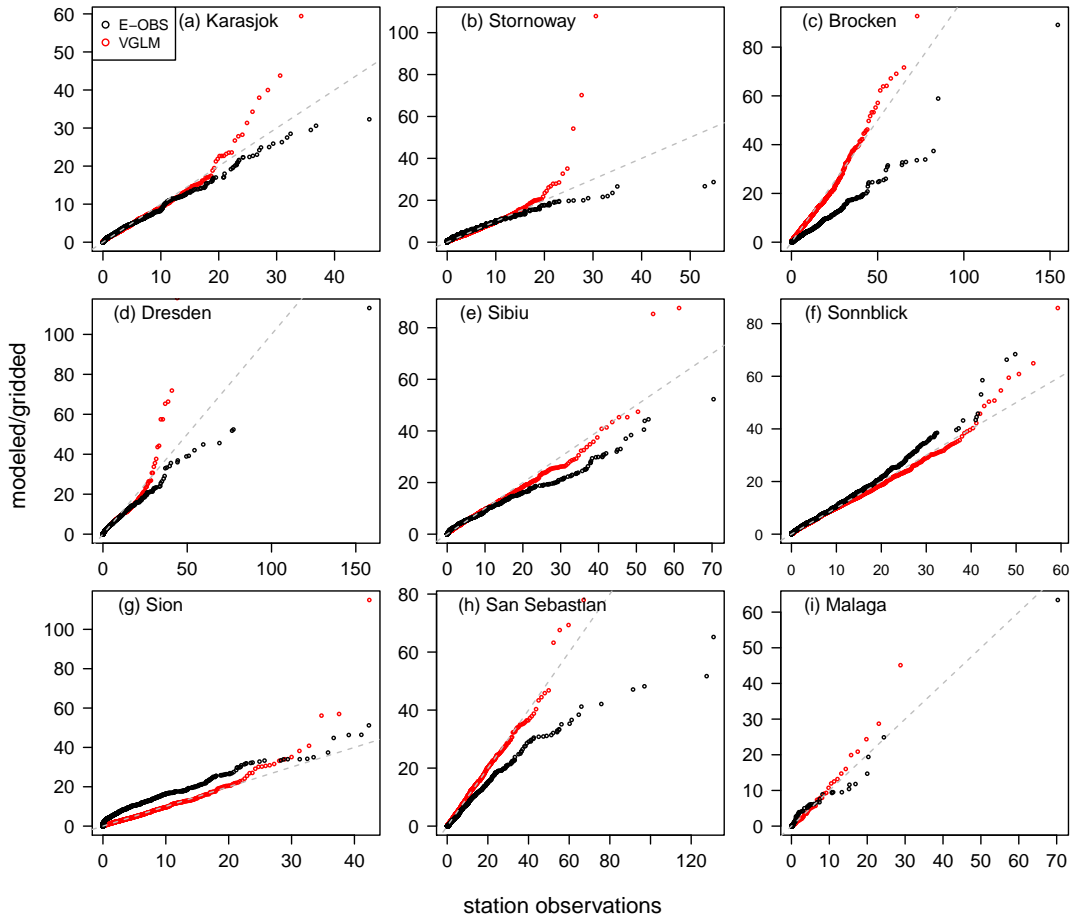 (a) Karasjok
E−OBS
VGLM
60
50
40
30
20
10
0
0 10 20 30 40
(b) Stornoway
100
80
60
40
20
0
0 10 20 30 40 50
(c) Brocken
80
60
40
20
0
0 50 100 150
(d) Dresden
100
80
60
40
20
0
0 50 100 150
(e) Sibiu
80
60
40
20
0
0 10 20 30 40 50 60 70
(f) Sonnblick
80
60
40
20
0
0 10 20 30 40 50 60
(g) Sion
100
80
60
40
20
0
0 10 20 30 40
(h) San Sebastian
80
60
40
20
0
0 20 40 60 80 100 120
(i) Malaga
60
50
40
30
20
10
0
0 10 20 30 40 50 60 70
modeled/gridded
station observations